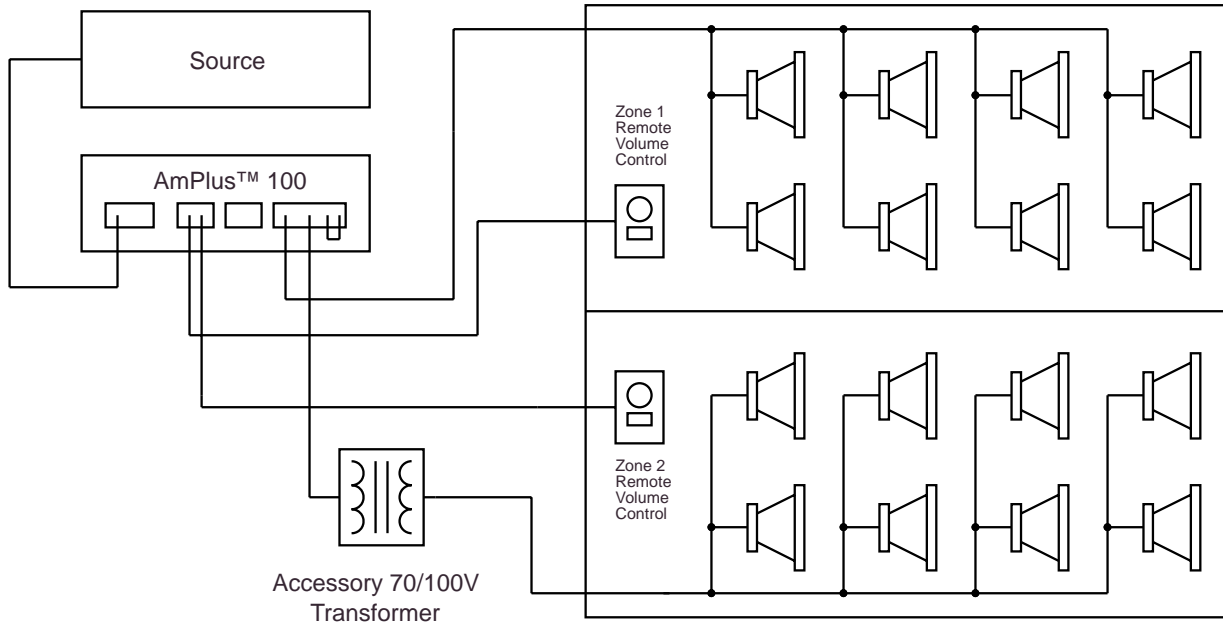 Source
AmPlus™ 100
Zone 1
Remote
Volume
Control
Zone 2
Remote
Volume
Control
Accessory 70/100V
Transformer